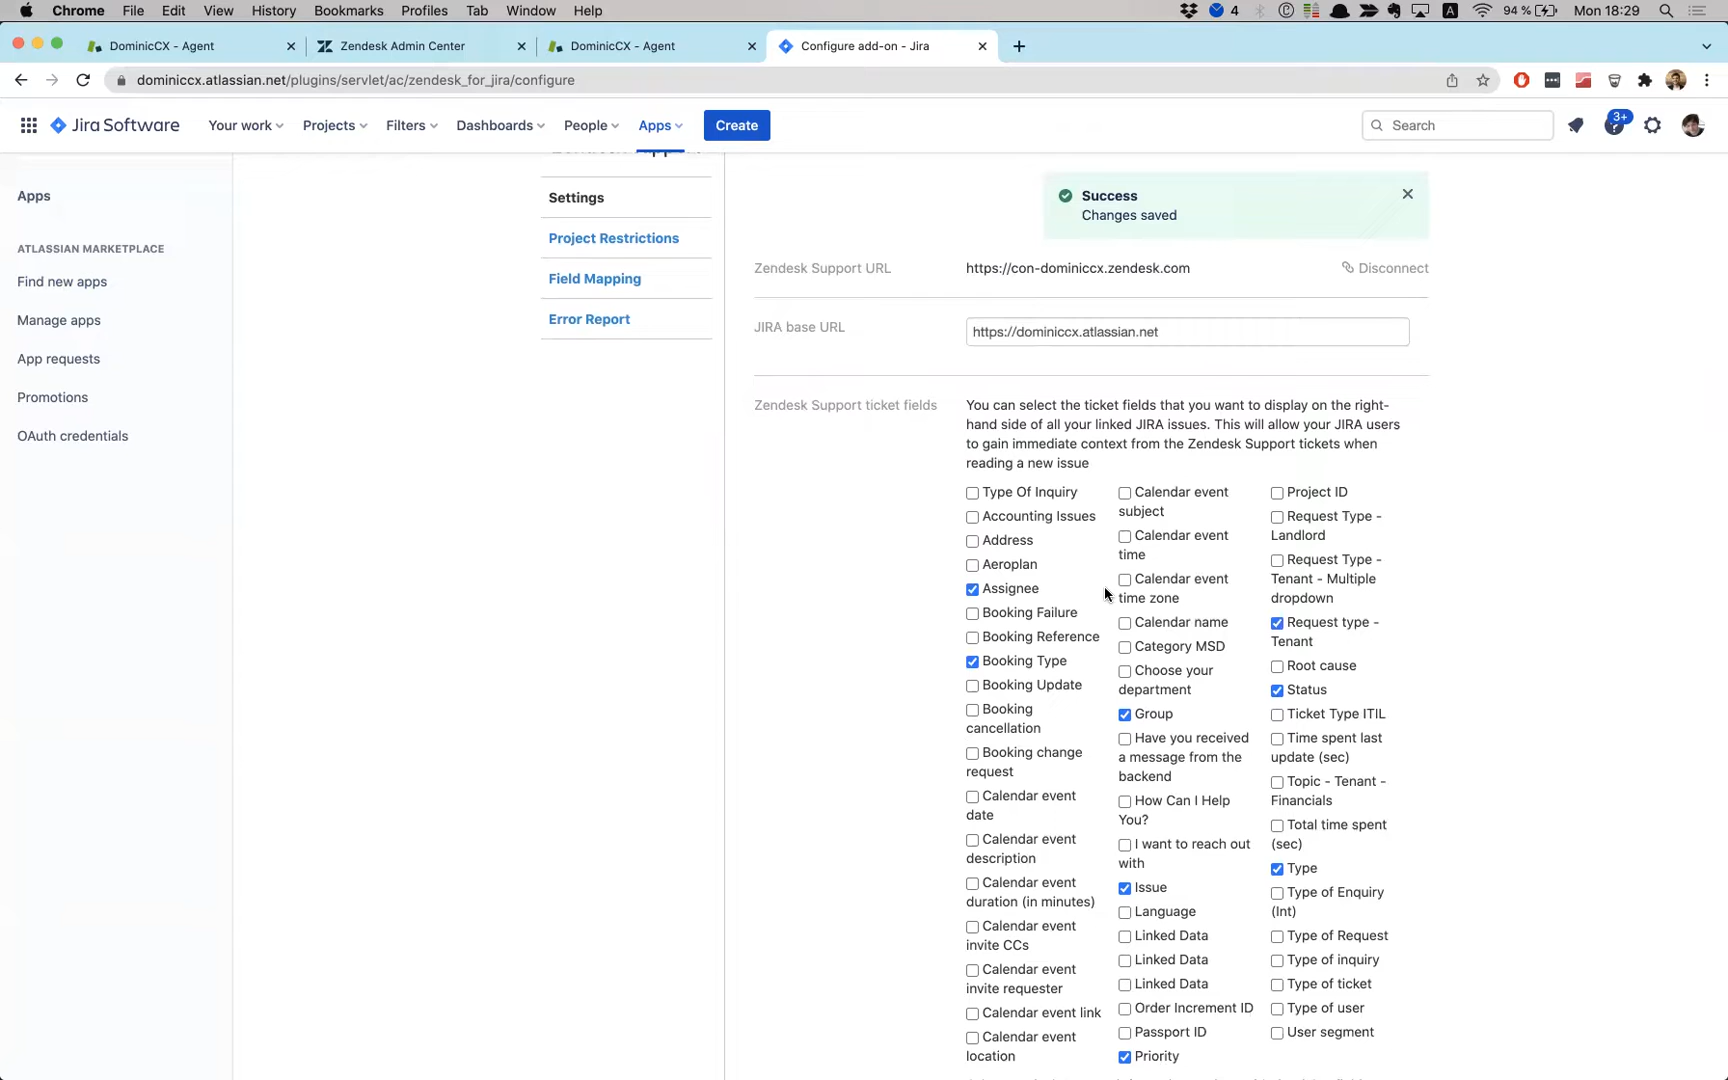 Chrome File Edit View History Bookmarks Profiles Tab Window Help 4 A 94 % Mon 18:29
DominicCX - Agent Zendesk Admin Center DominicCX - Agent Configure add-on - Jira
dominiccx.atlassian.net/plugins/servlet/ac/zendesk_for_jira/configure
Jira Software Your work Projects Filters Dashboards People Apps Create Search 3+
Apps
ATLASSIAN MARKETPLACE
Find new apps
Manage apps
App requests
Promotions
OAuth credentials
Settings
Project Restrictions
Field Mapping
Error Report
Success
Changes saved
Zendesk Support URL https://con-dominiccx.zendesk.com Disconnect
JIRA base URL https://dominiccx.atlassian.net
Zendesk Support ticket fields
You can select the ticket fields that you want to display on the right-
hand side of all your linked JIRA issues. This will allow your JIRA users
to gain immediate context from the Zendesk Support tickets when
reading a new issue
Type Of Inquiry
Accounting Issues
Address
Aeroplan
Assignee
Booking Failure
Booking Reference
Booking Type
Booking Update
Booking
cancellation
Booking change
request
Calendar event
date
Calendar event
description
Calendar event
duration (in minutes)
Calendar event
invite CCs
Calendar event
invite requester
Calendar event link
Calendar event
location
Calendar event
subject
Calendar event
time
Calendar event
time zone
Calendar name
Category MSD
Choose your
department
Group
Have you received
a message from the
backend
How Can I Help
You?
I want to reach out
with
Issue
Language
Linked Data
Linked Data
Linked Data
Order Increment ID
Passport ID
Priority
Project ID
Request Type -
Landlord
Request Type -
Tenant - Multiple
dropdown
Request type -
Tenant
Root cause
Status
Ticket Type ITIL
Time spent last
update (sec)
Topic - Tenant -
Financials
Total time spent
(sec)
Type
Type of Enquiry
(Int)
Type of Request
Type of inquiry
Type of ticket
Type of user
User segment